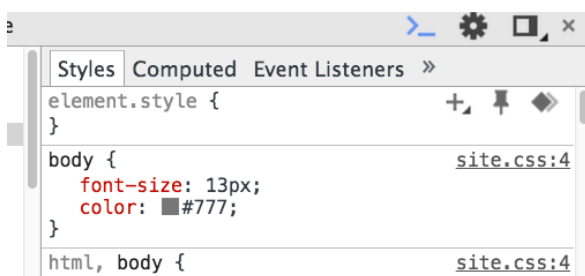 e
Styles Computed Event Listeners »
element.style {
}
body { site.css:4
font-size: 13px;
color: #777;
}
html, body { site.css:4